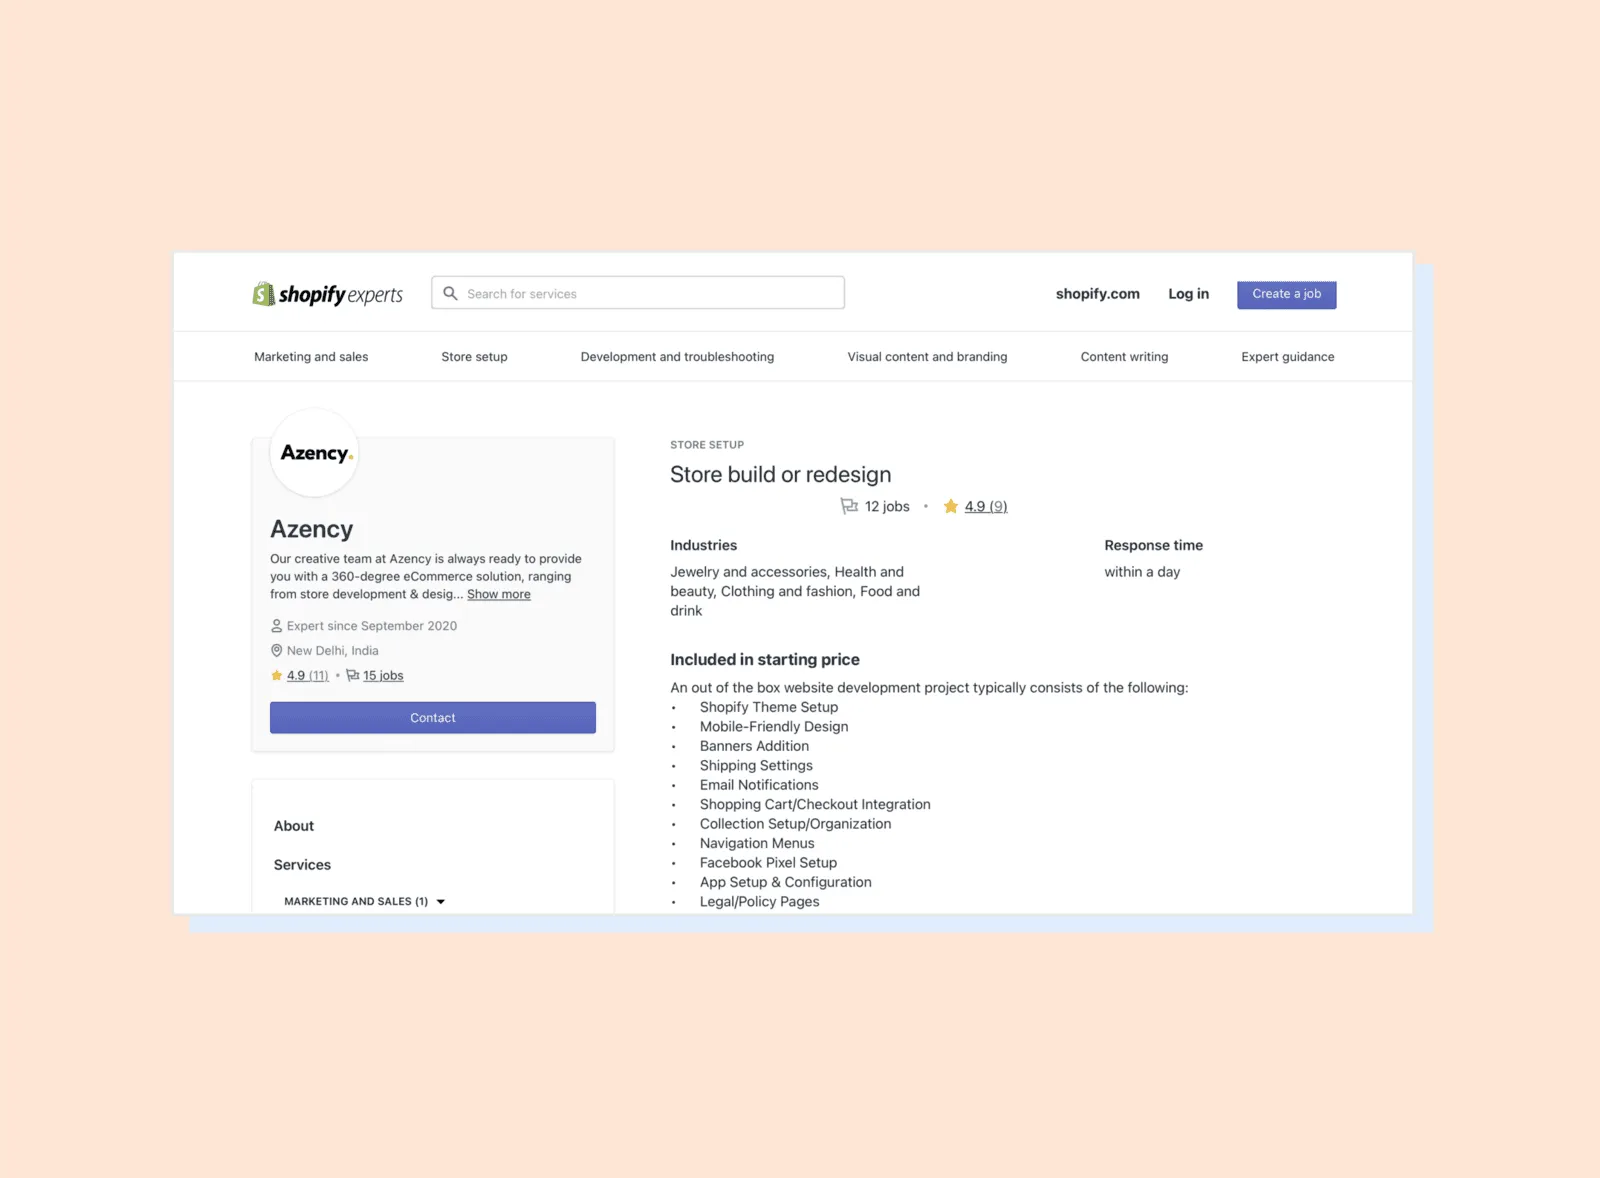 shopify experts
Search for services
shopify.com
Log in
Create a job
Marketing and sales
Store setup
Development and troubleshooting
Visual content and branding
Content writing
Expert guidance
Azency.
Azency
Our creative team at Azency is always ready to provide
you with a 360-degree eCommerce solution, ranging
from store development & desig... Show more
Expert since September 2020
New Delhi, India
4.9 (11) • 15 jobs
Contact
About
Services
MARKETING AND SALES (1)
STORE SETUP
Store build or redesign
12 jobs • 4.9 (9)
Industries
Jewelry and accessories, Health and
beauty, Clothing and fashion, Food and
drink
Response time
within a day
Included in starting price
An out of the box website development project typically consists of the following:
• Shopify Theme Setup
• Mobile-Friendly Design
• Banners Addition
• Shipping Settings
• Email Notifications
• Shopping Cart/Checkout Integration
• Collection Setup/Organization
• Navigation Menus
• Facebook Pixel Setup
• App Setup & Configuration
• Legal/Policy Pages